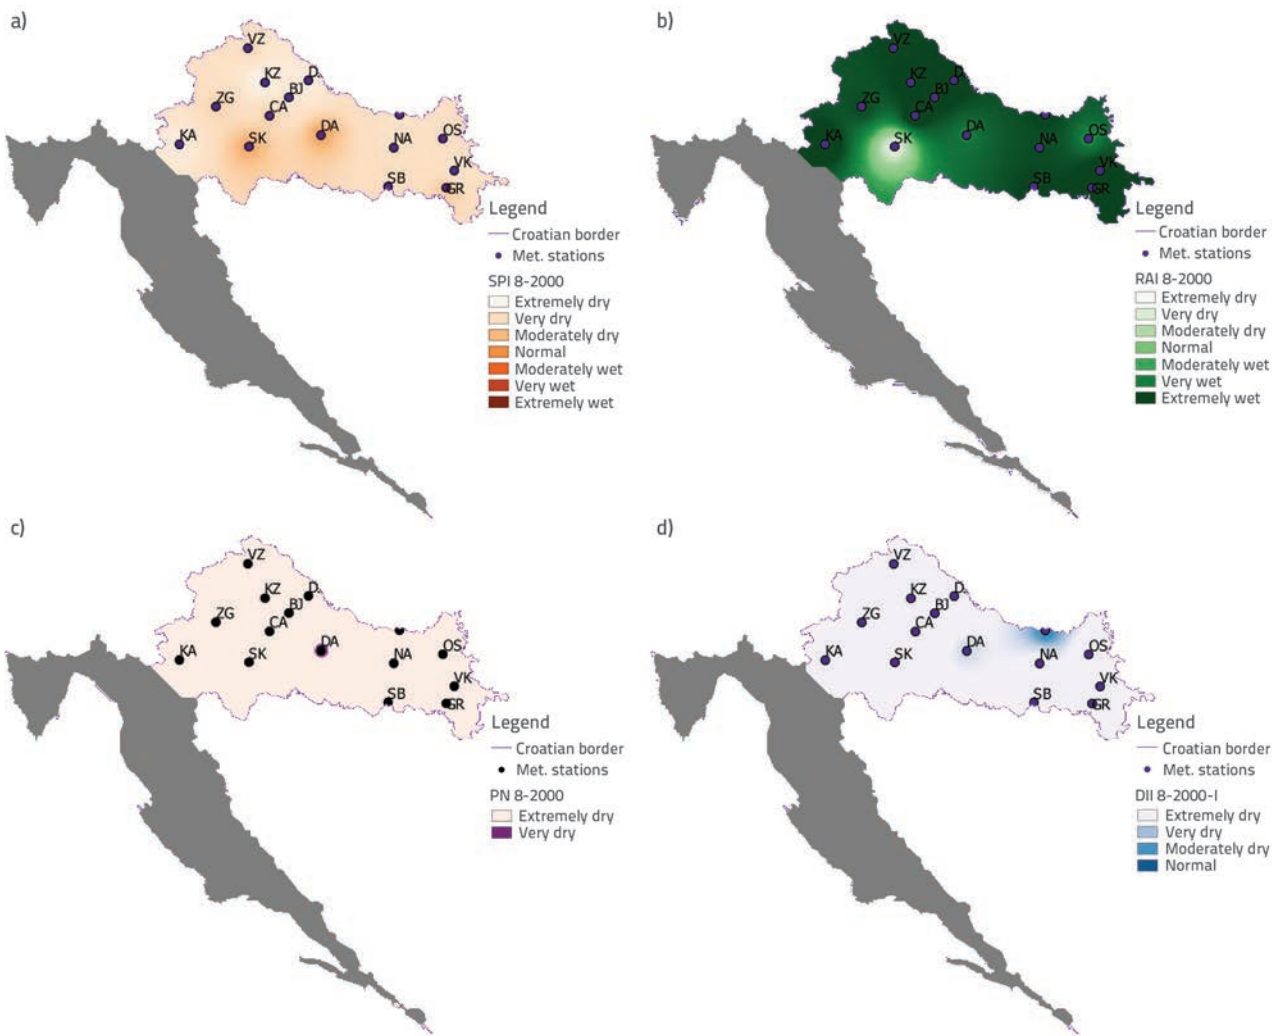 a)
VZ
KZ
D.
BJ
ZG
CA
KA
SK
DA
NA
OS
VK
SB
GR
Legend
Croatian border
Met. stations
SPI 8-2000
Extremely dry
Very dry
Moderately dry
Normal
Moderately wet
Very wet
Extremely wet
b)
VZ
KZ
D
BJ
ZG
CA
KA
SK
DA
NA
OS
VK
SB
GR
Legend
Croatian border
Met. stations
RAI 8-2000
Extremely dry
Very dry
Moderately dry
Normal
Moderately wet
Very wet
Extremely wet
c)
VZ
KZ
D.
BJ
ZG
CA
KA
SK
DA
NA
OS
VK
SB
GR
Legend
Croatian border
Met. stations
PN 8-2000
Extremely dry
Very dry
d)
VZ
KZ
D.
BJ
ZG
CA
KA
SK
DA
NA
OS
VK
SB
GR
Legend
Croatian border
Met. stations
DII 8-2000-I
Extremely dry
Very dry
Moderately dry
Normal